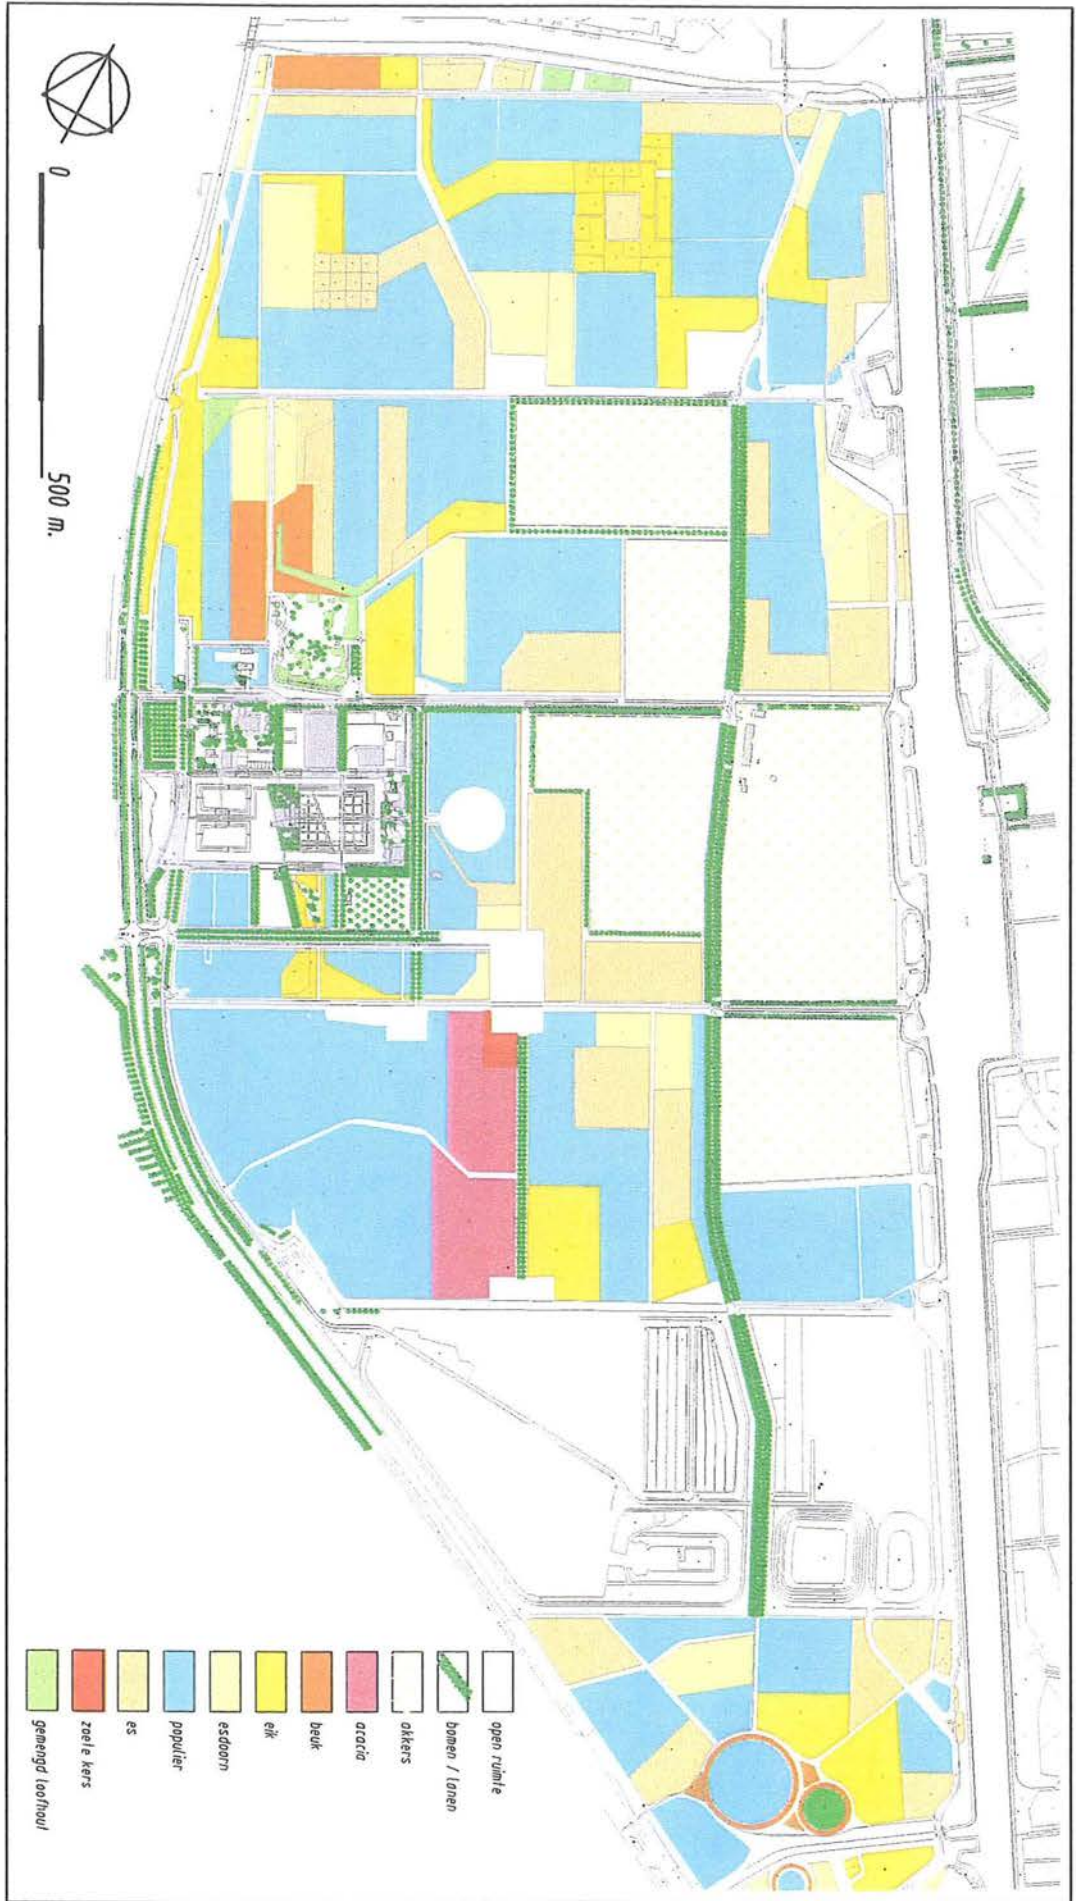 0
500 m.
open ruimte
bomen / lanen
akkers
acacia
beuk
eik
esdoorn
populier
es
zoete kers
gemengd loofhout